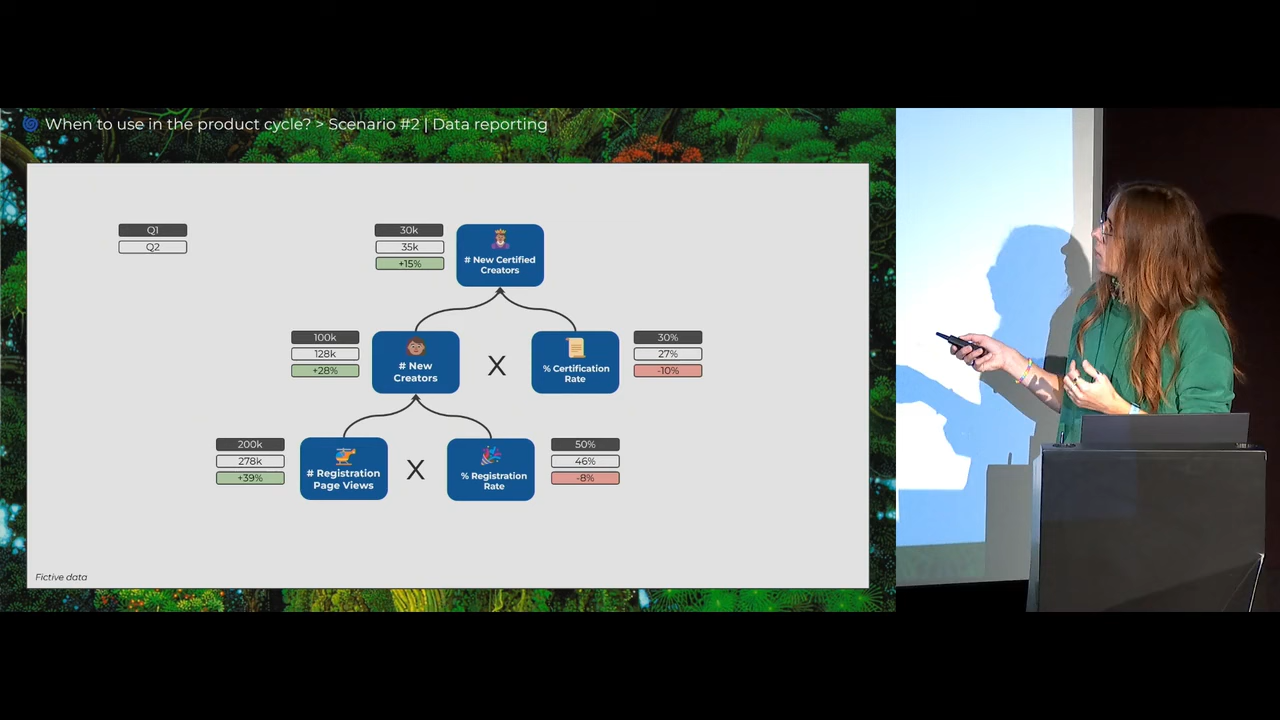 When to use in the product cycle? > Scenario #2 | Data reporting
Q1
Q2
30k
35k
+15%
# New Certified
Creators
100k
128k
+28%
# New
Creators
X
% Certification
Rate
30%
27%
-10%
200k
278k
+39%
# Registration
Page Views
X
% Registration
Rate
50%
46%
-8%
Fictive data